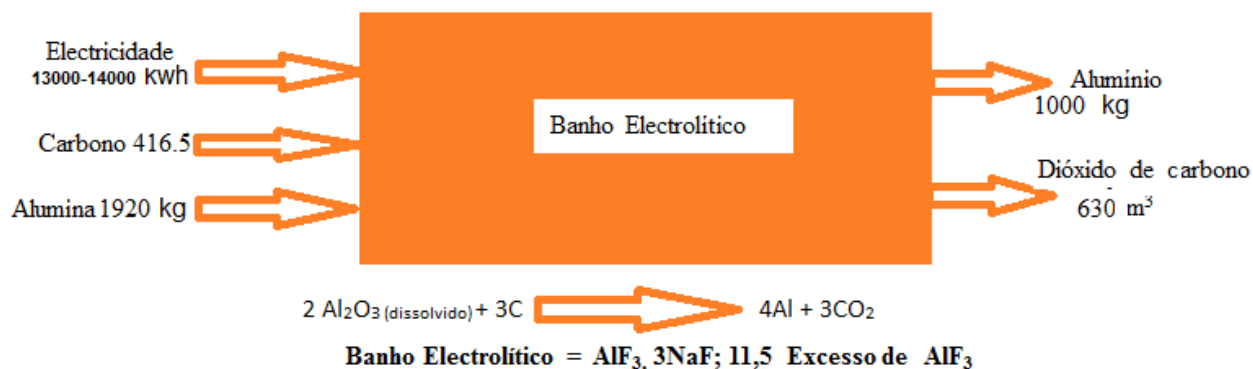 Electricidade
13000-14000 kwh
Carbono 416.5
Alumina 1920 kg
Banho Electrolítico
Alumínio
1000 kg
Dióxido de carbono
630 m³
2 Al₂O₃ (dissolvido) + 3C 4Al + 3CO₂
Banho Electrolítico = AlF₃, 3NaF; 11,5 Excesso de AlF₃